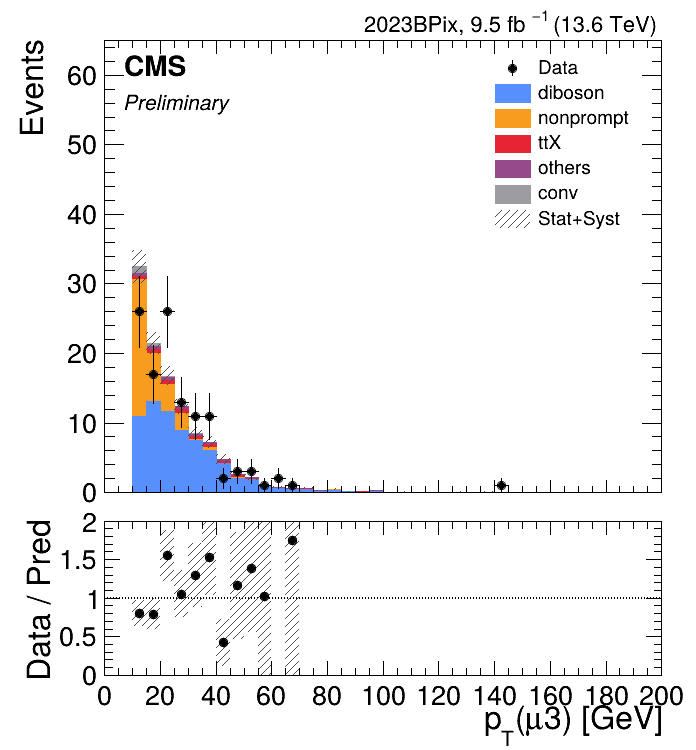 2023BPix, 9.5 fb⁻¹ (13.6 TeV)
Events
60
50
40
30
20
10
0
CMS
Preliminary
Data
diboson
nonprompt
ttX
others
conv
Stat+Syst
Data / Pred
2
1.5
1
0.5
0
0 20 40 60 80 100 120 140 160 180 200
p_T(μ3) [GeV]